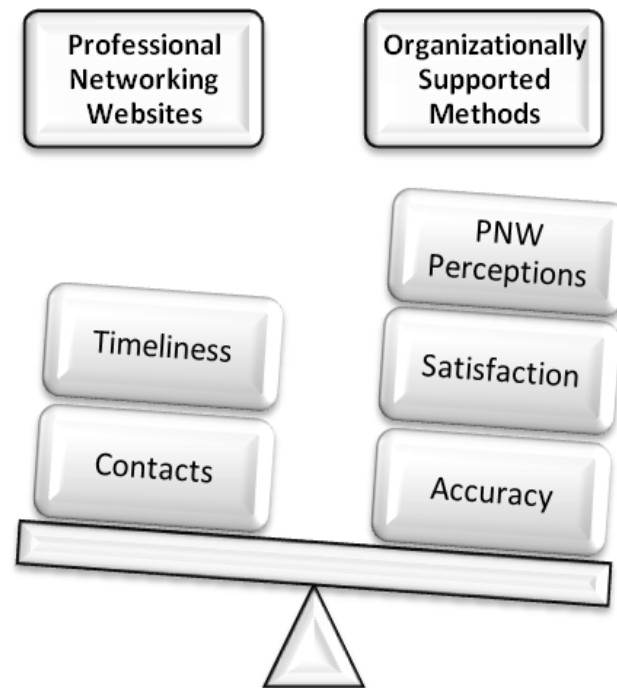 Professional
Networking
Websites
Organizationally
Supported
Methods
PNW
Perceptions
Timeliness
Satisfaction
Contacts
Accuracy